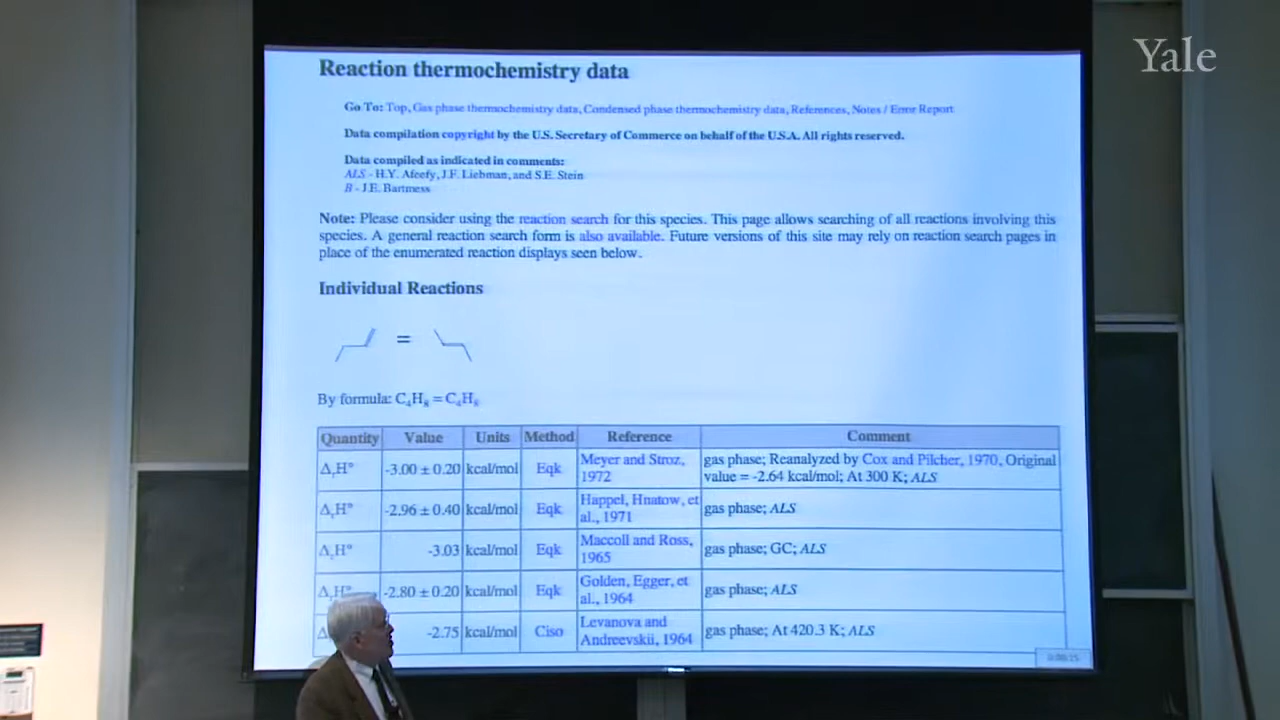 Yale
Reaction thermochemistry data
Go To: Top, Gas phase thermochemistry data, Condensed phase thermochemistry data, References, Notes / Error Report
Data compilation copyright by the U.S. Secretary of Commerce on behalf of the U.S.A. All rights reserved.
Data compiled as indicated in comments:
ALS - H.Y. Afeefy, J.F. Liebman, and S.E. Stein
B - J.E. Bartmess
Note: Please consider using the reaction search for this species. This page allows searching of all reactions involving this
species. A general reaction search form is also available. Future versions of this site may rely on reaction search pages in
place of the enumerated reaction displays seen below.
Individual Reactions
=
By formula: C₄H₈ = C₄H₈
Quantity Value Units Method Reference Comment
ΔᵣH° -3.00 ± 0.20 kcal/mol Eqk Meyer and Stroz, 1972 gas phase; Reanalyzed by Cox and Pilcher, 1970, Original value = -2.64 kcal/mol; At 300 K; ALS
ΔᵣH° -2.96 ± 0.40 kcal/mol Eqk Happel, Hnatow, et al., 1971 gas phase; ALS
ΔᵣH° -3.03 kcal/mol Eqk Maccoll and Ross, 1965 gas phase; GC; ALS
ΔᵣH° -2.80 ± 0.20 kcal/mol Eqk Golden, Egger, et al., 1964 gas phase; ALS
Δ -2.75 kcal/mol Ciso Levanova and Andreevskii, 1964 gas phase; At 420.3 K; ALS